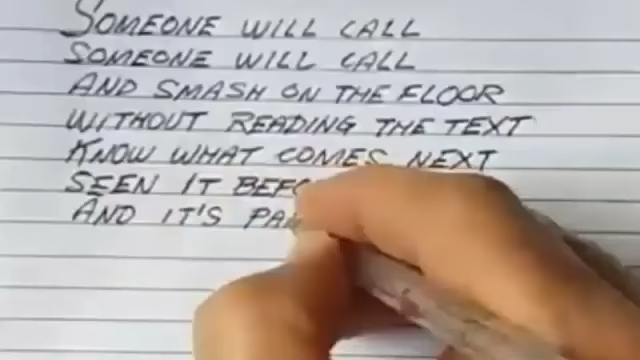 SOMEONE WILL CALL
SOMEONE WILL CALL
AND SMASH ON THE FLOOR
WITHOUT READING THE TEXT
KNOW WHAT COMES NEXT
SEEN IT
AND IT'S